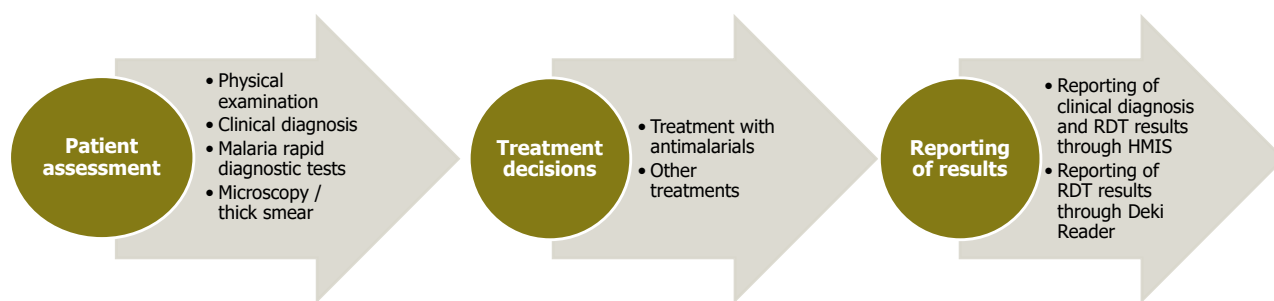 Patient
assessment
• Physical
examination
• Clinical diagnosis
• Malaria rapid
diagnostic tests
• Microscopy /
thick smear
Treatment
decisions
• Treatment with
antimalarials
• Other
treatments
Reporting
of results
• Reporting of
clinical diagnosis
and RDT results
through HMIS
• Reporting of
RDT results
through Deki
Reader